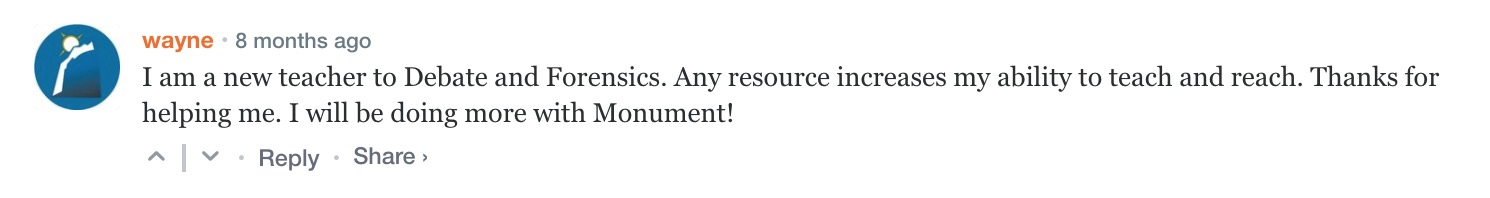 wayne • 8 months ago
I am a new teacher to Debate and Forensics. Any resource increases my ability to teach and reach. Thanks for
helping me. I will be doing more with Monument!
• Reply • Share ›